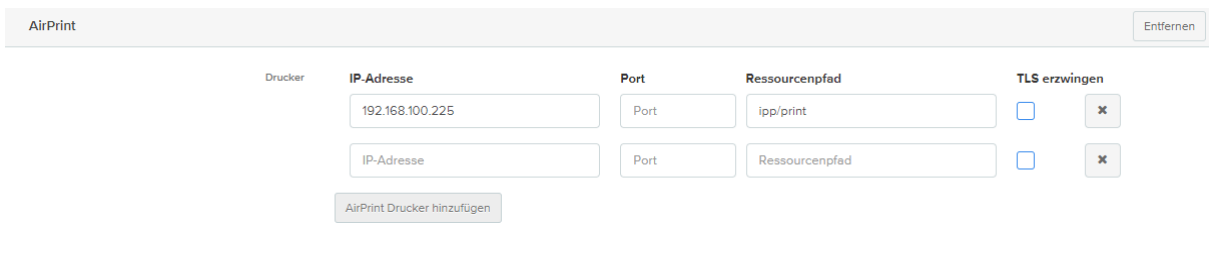 AirPrint
Entfernen
Drucker IP-Adresse Port Ressourcenpfad TLS erzwingen
192.168.100.225 Port ipp/print
IP-Adresse Port Ressourcenpfad
AirPrint Drucker hinzufügen